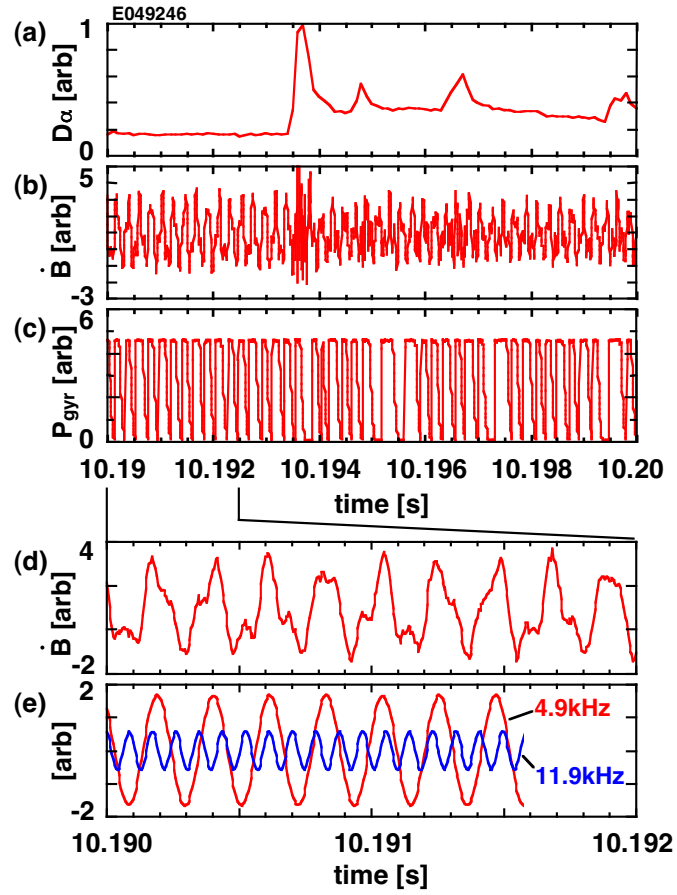 E049246
(a)
1
Dα [arb]
0
(b)
5
Ḃ [arb]
-3
(c)
6
Pgyr [arb]
0
10.19 10.192 10.194 10.196 10.198 10.20
time [s]
(d)
4
Ḃ [arb]
-2
(e)
2
[arb]
4.9kHz
11.9kHz
-2
10.190 10.191 10.192
time [s]